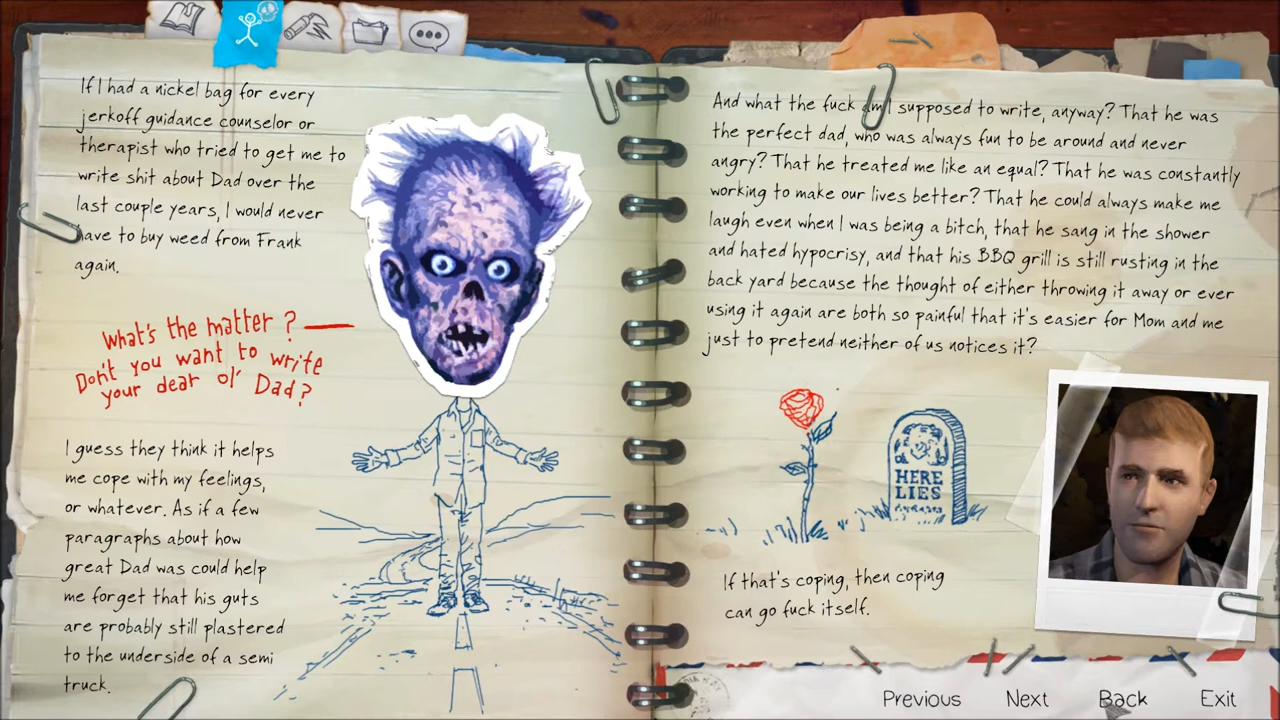 If I had a nickel bag for every
jerkoff guidance counselor or
therapist who tried to get me to
write shit about Dad over the
last couple years, I would never
have to buy weed from Frank
again.
What's the matter?
Don't you want to write
your dear ol' Dad?
I guess they think it helps
me cope with my feelings,
or whatever. As if a few
paragraphs about how
great Dad was could help
me forget that his guts
are probably still plastered
to the underside of a semi
truck.
And what the fuck am I supposed to write, anyway? That he was
the perfect dad, who was always fun to be around and never
angry? That he treated me like an equal? That he was constantly
working to make our lives better? That he could always make me
laugh even when I was being a bitch, that he sang in the shower
and hated hypocrisy, and that his BBQ grill is still rusting in the
back yard because the thought of either throwing it away or ever
using it again are both so painful that it's easier for Mom and me
just to pretend neither of us notices it?
HERE
LIES
If that's coping, then coping
can go fuck itself.
Previous Next Back Exit